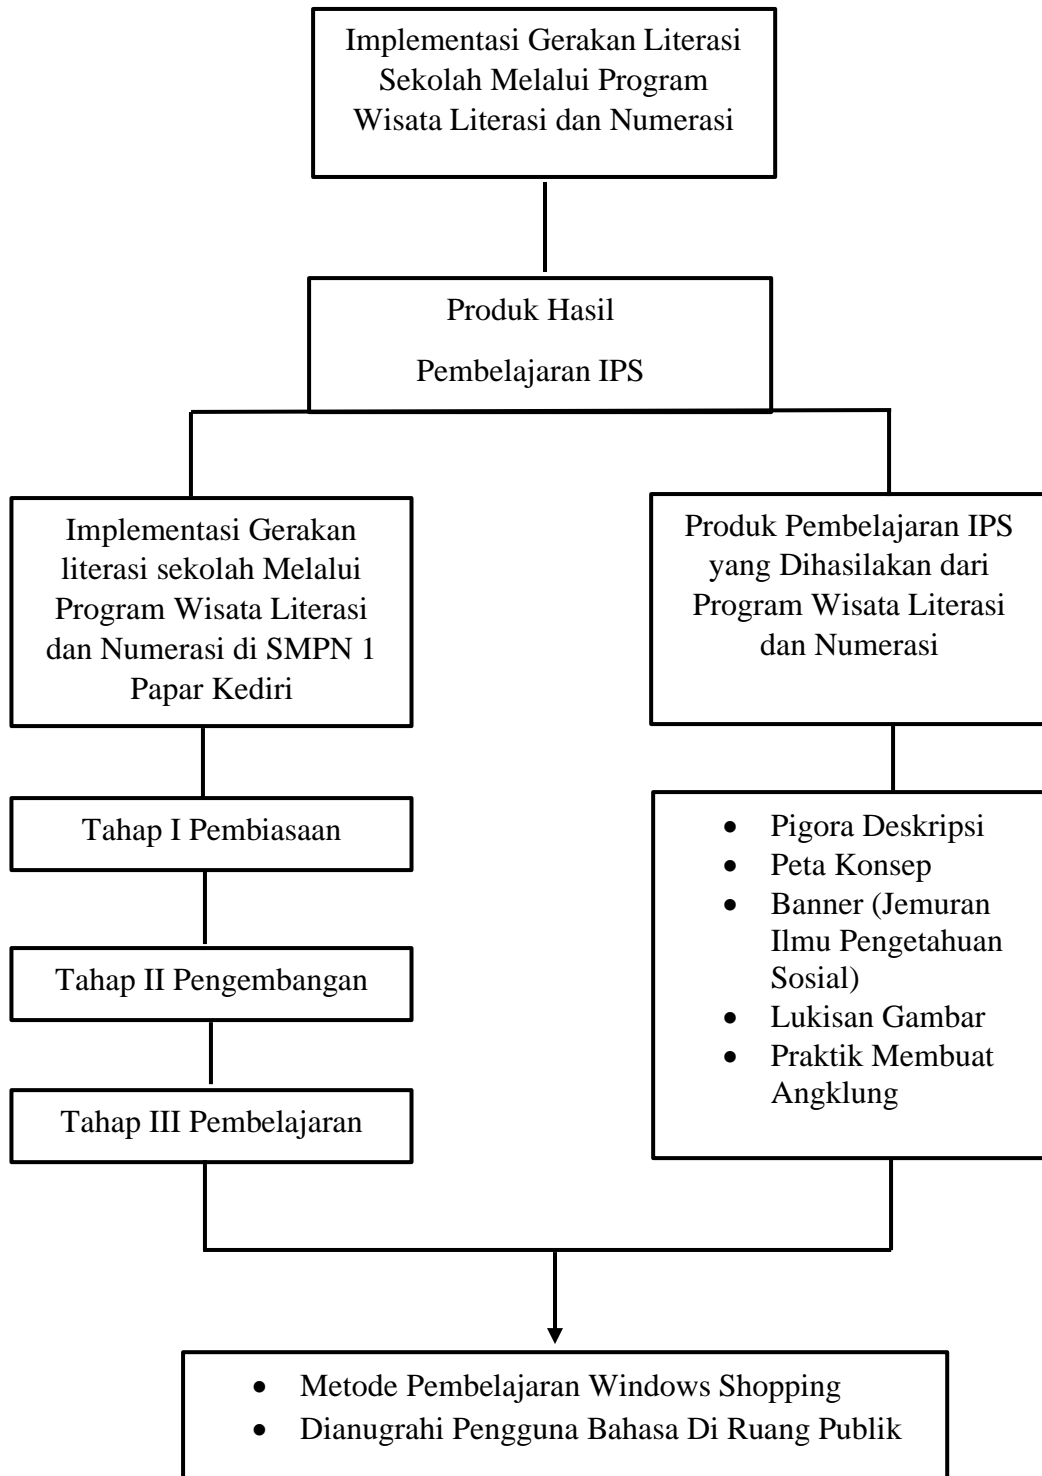 Implementasi Gerakan Literasi
Sekolah Melalui Program
Wisata Literasi dan Numerasi
Produk Hasil
Pembelajaran IPS
Implementasi Gerakan
literasi sekolah Melalui
Program Wisata Literasi
dan Numerasi di SMPN 1
Papar Kediri
Tahap I Pembiasaan
Tahap II Pengembangan
Tahap III Pembelajaran
Produk Pembelajaran IPS
yang Dihasilakan dari
Program Wisata Literasi
dan Numerasi
• Pigora Deskripsi
• Peta Konsep
• Banner (Jemuran
Ilmu Pengetahuan
Sosial)
• Lukisan Gambar
• Praktik Membuat
Angklung
• Metode Pembelajaran Windows Shopping
• Dianugrahi Pengguna Bahasa Di Ruang Publik